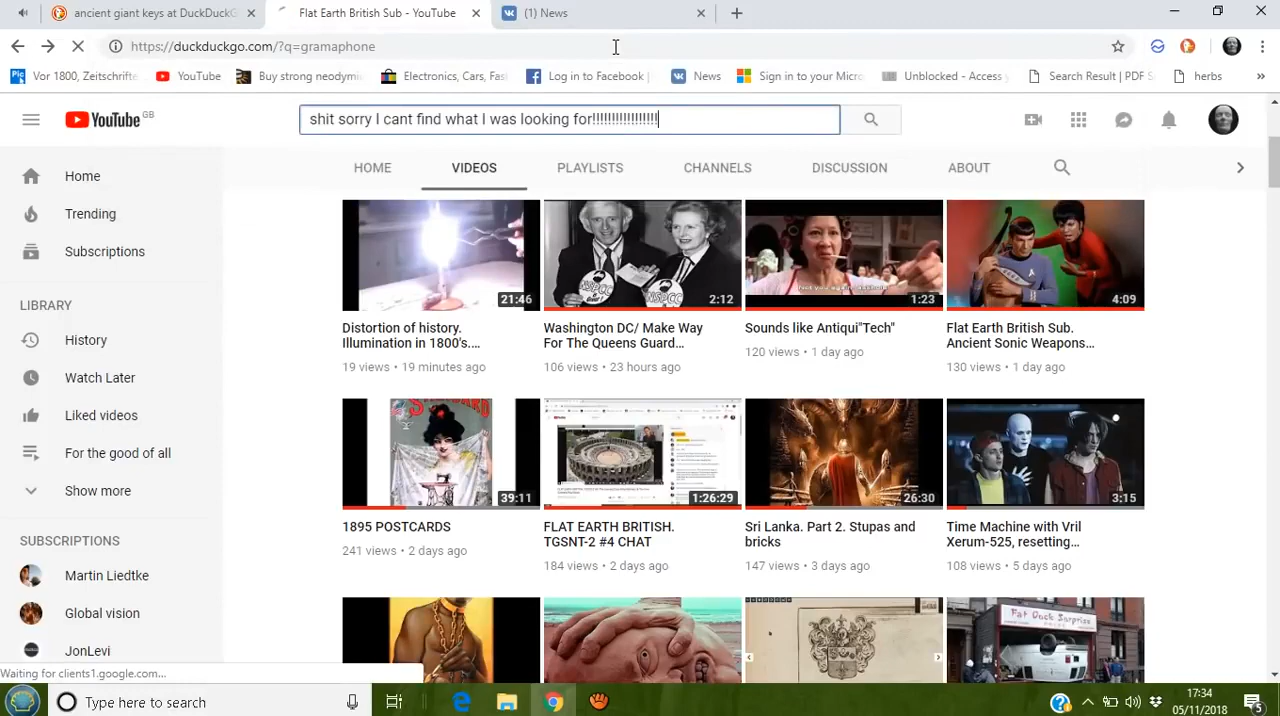 ancient giant keys at DuckDuckG
Flat Earth British Sub - YouTube
(1) News
https://duckduckgo.com/?q=gramaphone
Vor 1800, Zeitschrifte
YouTube
Buy strong neodymi
Electronics, Cars, Fas
Log in to Facebook
News
Sign in to your Micro
Unblocked - Access y
Search Result | PDF S
herbs
YouTube GB
shit sorry I cant find what I was looking for!!!!!!!!!!!!!!!!!
HOME
VIDEOS
PLAYLISTS
CHANNELS
DISCUSSION
ABOUT
Home
Trending
Subscriptions
LIBRARY
History
Watch Later
Liked videos
For the good of all
Show more
SUBSCRIPTIONS
Martin Liedtke
Global vision
JonLevi
21:46
NSPCC
NSPCC
2:12
1:23
4:09
Distortion of history.
Illumination in 1800's....
19 views • 19 minutes ago
Washington DC/ Make Way
For The Queens Guard...
106 views • 23 hours ago
Sounds like Antiqui"Tech"
120 views • 1 day ago
Flat Earth British Sub.
Ancient Sonic Weapons...
130 views • 1 day ago
39:11
1:26:29
26:30
3:15
1895 POSTCARDS
241 views • 2 days ago
FLAT EARTH BRITISH.
TGSNT-2 #4 CHAT
184 views • 2 days ago
Sri Lanka. Part 2. Stupas and
bricks
147 views • 3 days ago
Time Machine with Vril
Xerum-525, resetting...
108 views • 5 days ago
Waiting for clients1.google.com...
Type here to search
17:34
05/11/2018
5